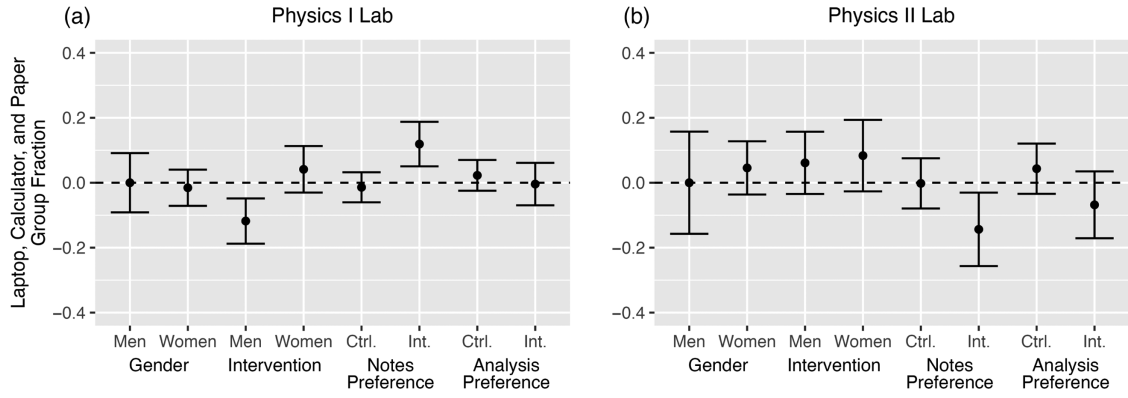 (a) Physics I Lab
Laptop, Calculator, and Paper
Group Fraction
0.4
0.2
0.0
−0.2
−0.4
Men Women Men Women Ctrl. Int. Ctrl. Int.
Gender Intervention Notes Analysis
Preference Preference
(b) Physics II Lab
0.4
0.2
0.0
−0.2
−0.4
Men Women Men Women Ctrl. Int. Ctrl. Int.
Gender Intervention Notes Analysis
Preference Preference